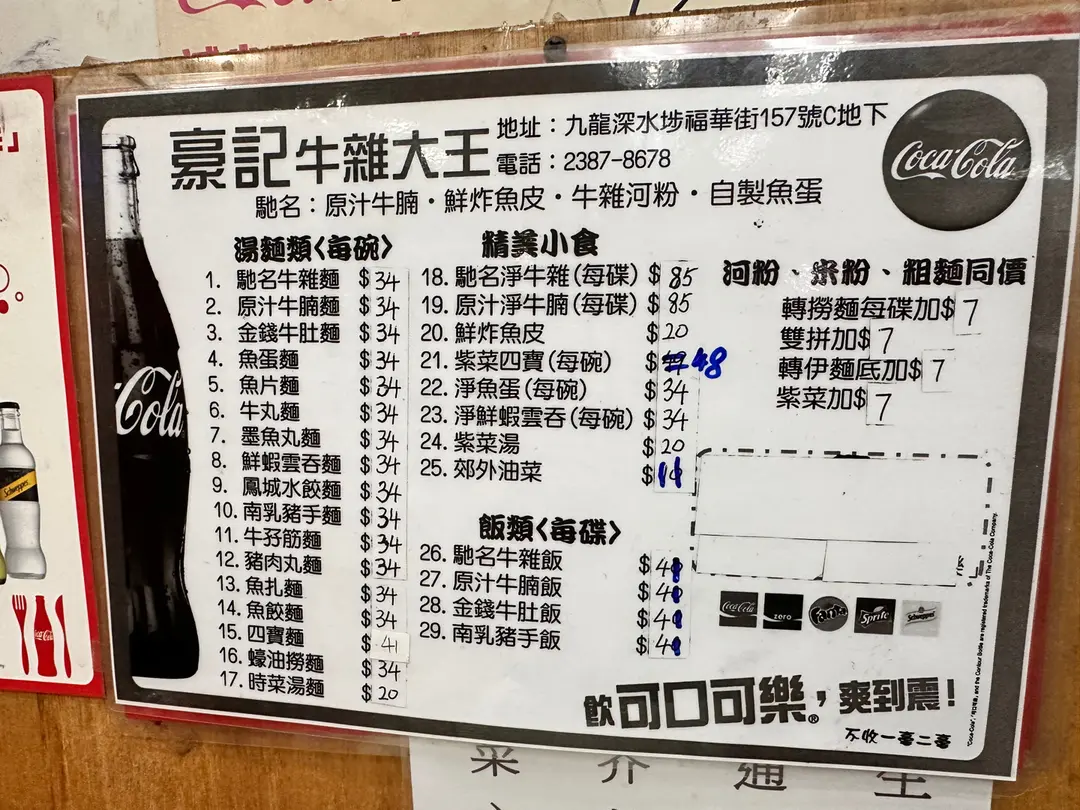 豪記牛雜大王
地址：九龍深水埗福華街157號C地下
電話：2387-8678
馳名：原汁牛腩·鮮炸魚皮·牛雜河粉·自製魚蛋
Coca-Cola
湯麵類〈每碗〉
1. 馳名牛雜麵 $34
2. 原汁牛腩麵 $34
3. 金錢牛肚麵 $34
4. 魚蛋麵 $34
5. 魚片麵 $34
6. 牛丸麵 $34
7. 墨魚丸麵 $34
8. 鮮蝦雲吞麵 $34
9. 鳳城水餃麵 $34
10. 南乳豬手麵 $34
11. 牛孖筋麵 $34
12. 豬肉丸麵 $34
13. 魚扎麵 $34
14. 魚餃麵 $34
15. 四寶麵 $41
16. 蠔油撈麵 $34
17. 時菜湯麵 $20
精美小食
18. 馳名淨牛雜(每碟) $85
19. 原汁淨牛腩(每碟) $85
20. 鮮炸魚皮 $20
21. 紫菜四寶(每碗) $48
22. 淨魚蛋(每碗) $34
23. 淨鮮蝦雲吞(每碗) $34
24. 紫菜湯 $20
25. 郊外油菜 $11
飯類〈每碟〉
26. 馳名牛雜飯 $41
27. 原汁牛腩飯 $41
28. 金錢牛肚飯 $41
29. 南乳豬手飯 $41
河粉、米粉、粗麵同價
轉撈麵每碟加$7
雙拼加$7
轉伊麵底加$7
紫菜加$7
Coca-Cola
zero
Fanta
Sprite
Schweppes
飲可口可樂®，爽到震！
不收一毫二毫
Cola
Schweppes